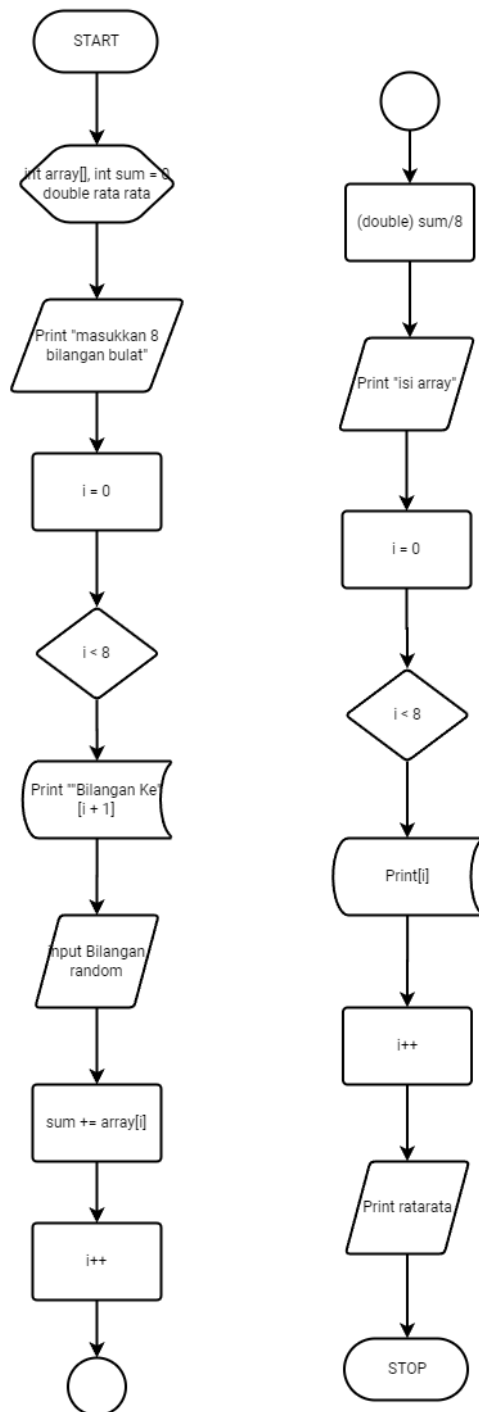 START
int array[], int sum = 0
double rata rata
Print "masukkan 8
bilangan bulat"
i = 0
i < 8
Print ""Bilangan Ke"
[i + 1]
input Bilangan
random
sum += array[i]
i++
(double) sum/8
Print "isi array"
i = 0
i < 8
Print[i]
i++
Print ratarata
STOP